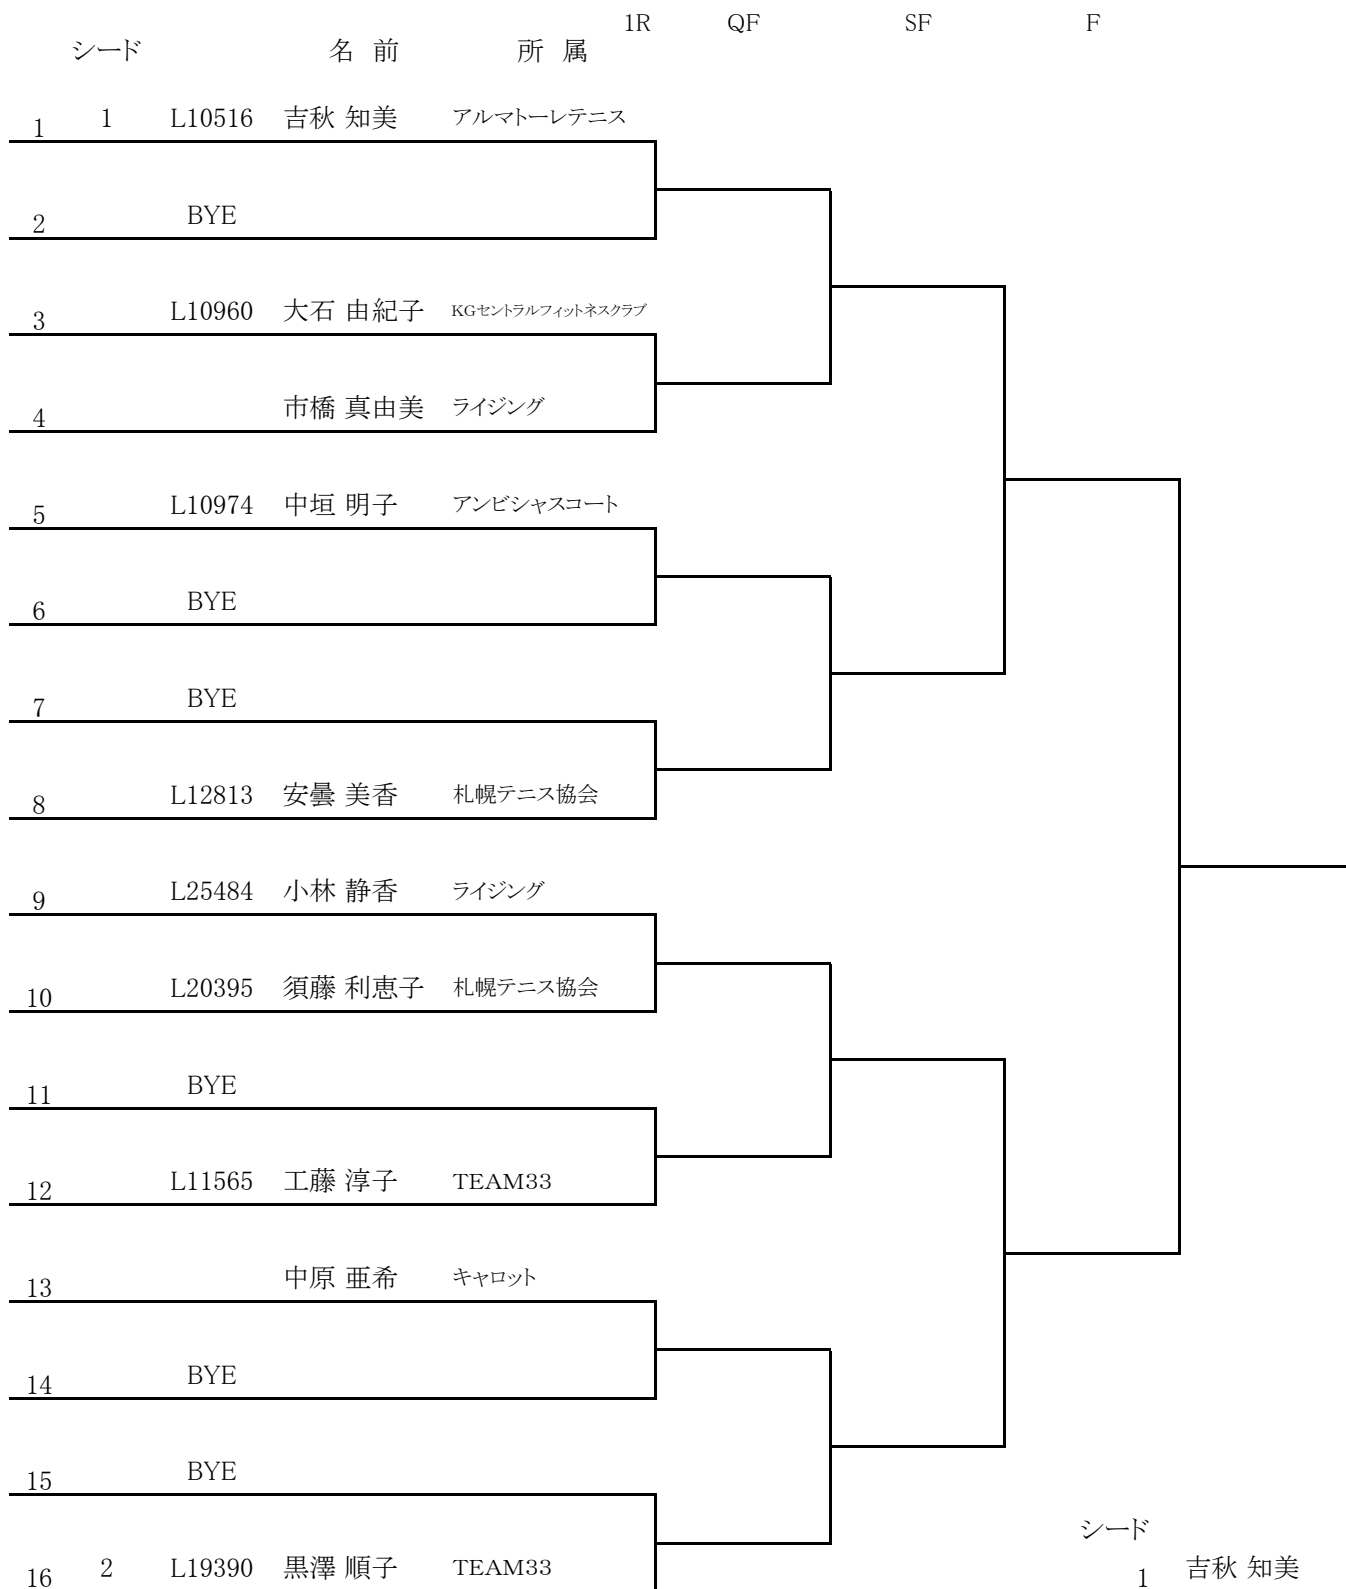 1R QF SF F
シード 名 前 所 属
1 1 L10516 吉秋 知美 アルマトーレテニス
2 BYE
3 L10960 大石 由紀子 KGセントラルフィットネスクラブ
4 市橋 真由美 ライジング
5 L10974 中垣 明子 アンビシャスコート
6 BYE
7 BYE
8 L12813 安曇 美香 札幌テニス協会
9 L25484 小林 静香 ライジング
10 L20395 須藤 利恵子 札幌テニス協会
11 BYE
12 L11565 工藤 淳子 TEAM33
13 中原 亜希 キャロット
14 BYE
15 BYE
16 2 L19390 黒澤 順子 TEAM33
シード
1 吉秋 知美